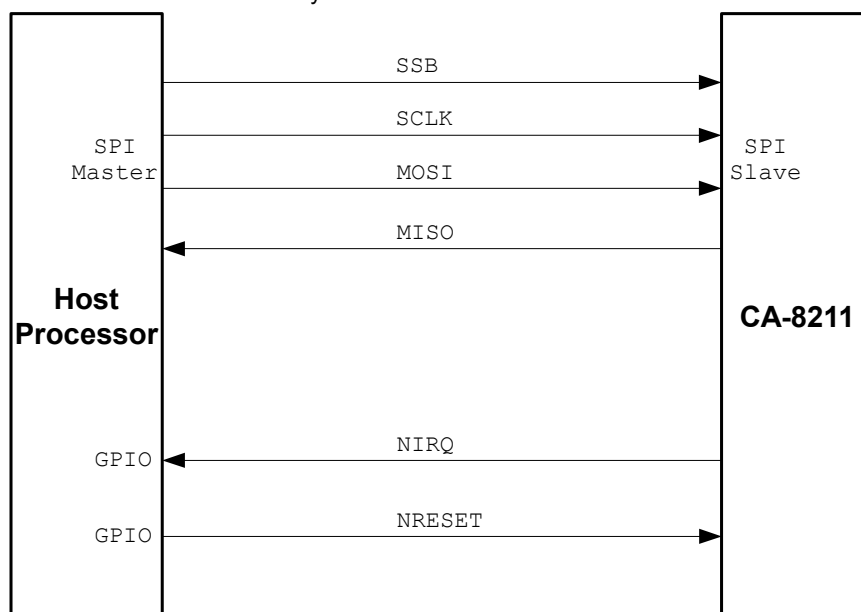 SSB
SCLK
SPI
Master
SPI
Slave
MOSI
MISO
Host
Processor
CA-8211
NIRQ
GPIO
NRESET
GPIO